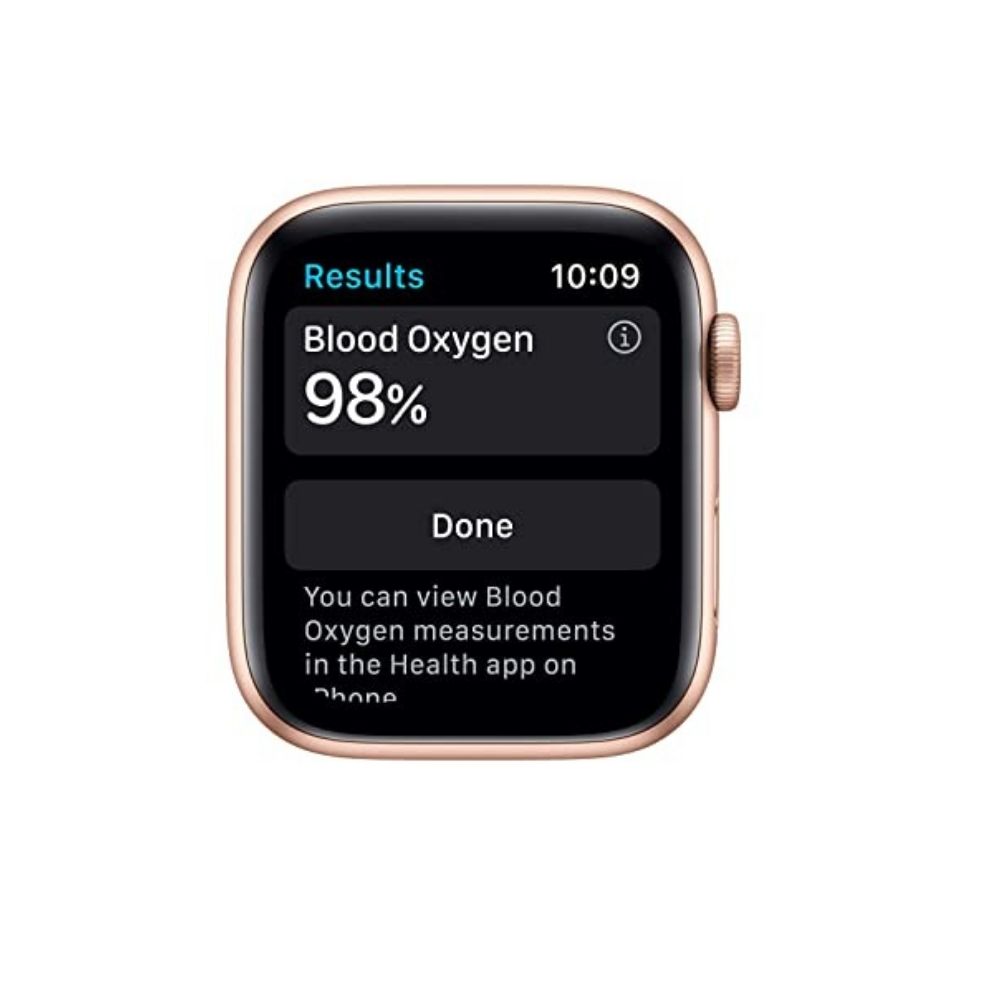 Results 10:09
Blood Oxygen
98%
Done
You can view Blood
Oxygen measurements
in the Health app on